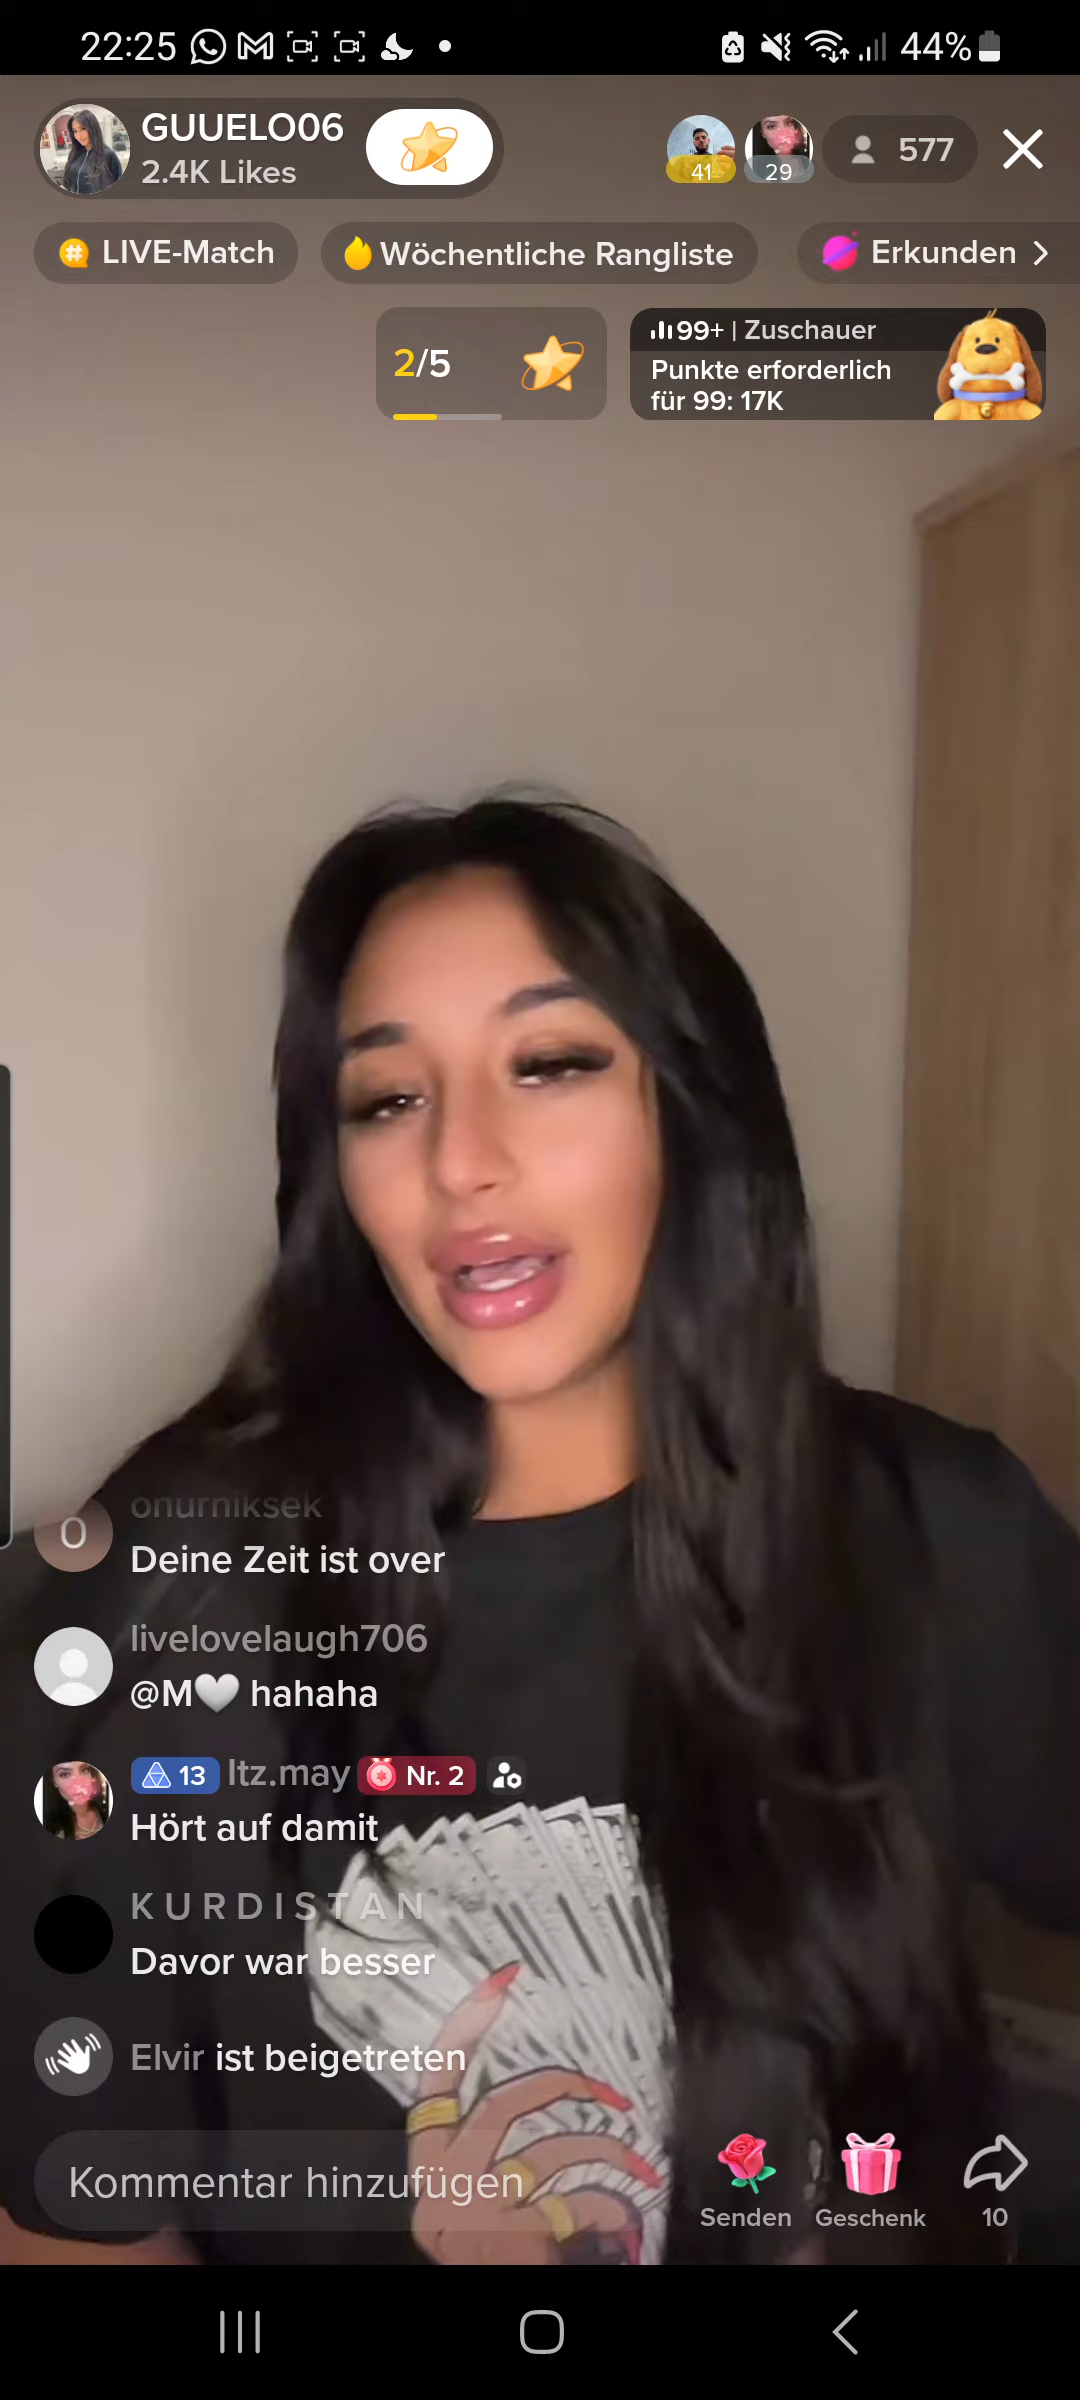 22:25
44%
GUUELO06
2.4K Likes
41
29
577
LIVE-Match
Wöchentliche Rangliste
Erkunden
2/5
99+ | Zuschauer
Punkte erforderlich
für 99: 17K
onurniksek
O
Deine Zeit ist over
livelovelaugh706
@M🤍 hahaha
13 Itz.may Nr. 2
Hört auf damit
K U R D I S T A N
Davor war besser
Elvir ist beigetreten
Kommentar hinzufügen
Senden
Geschenk
10